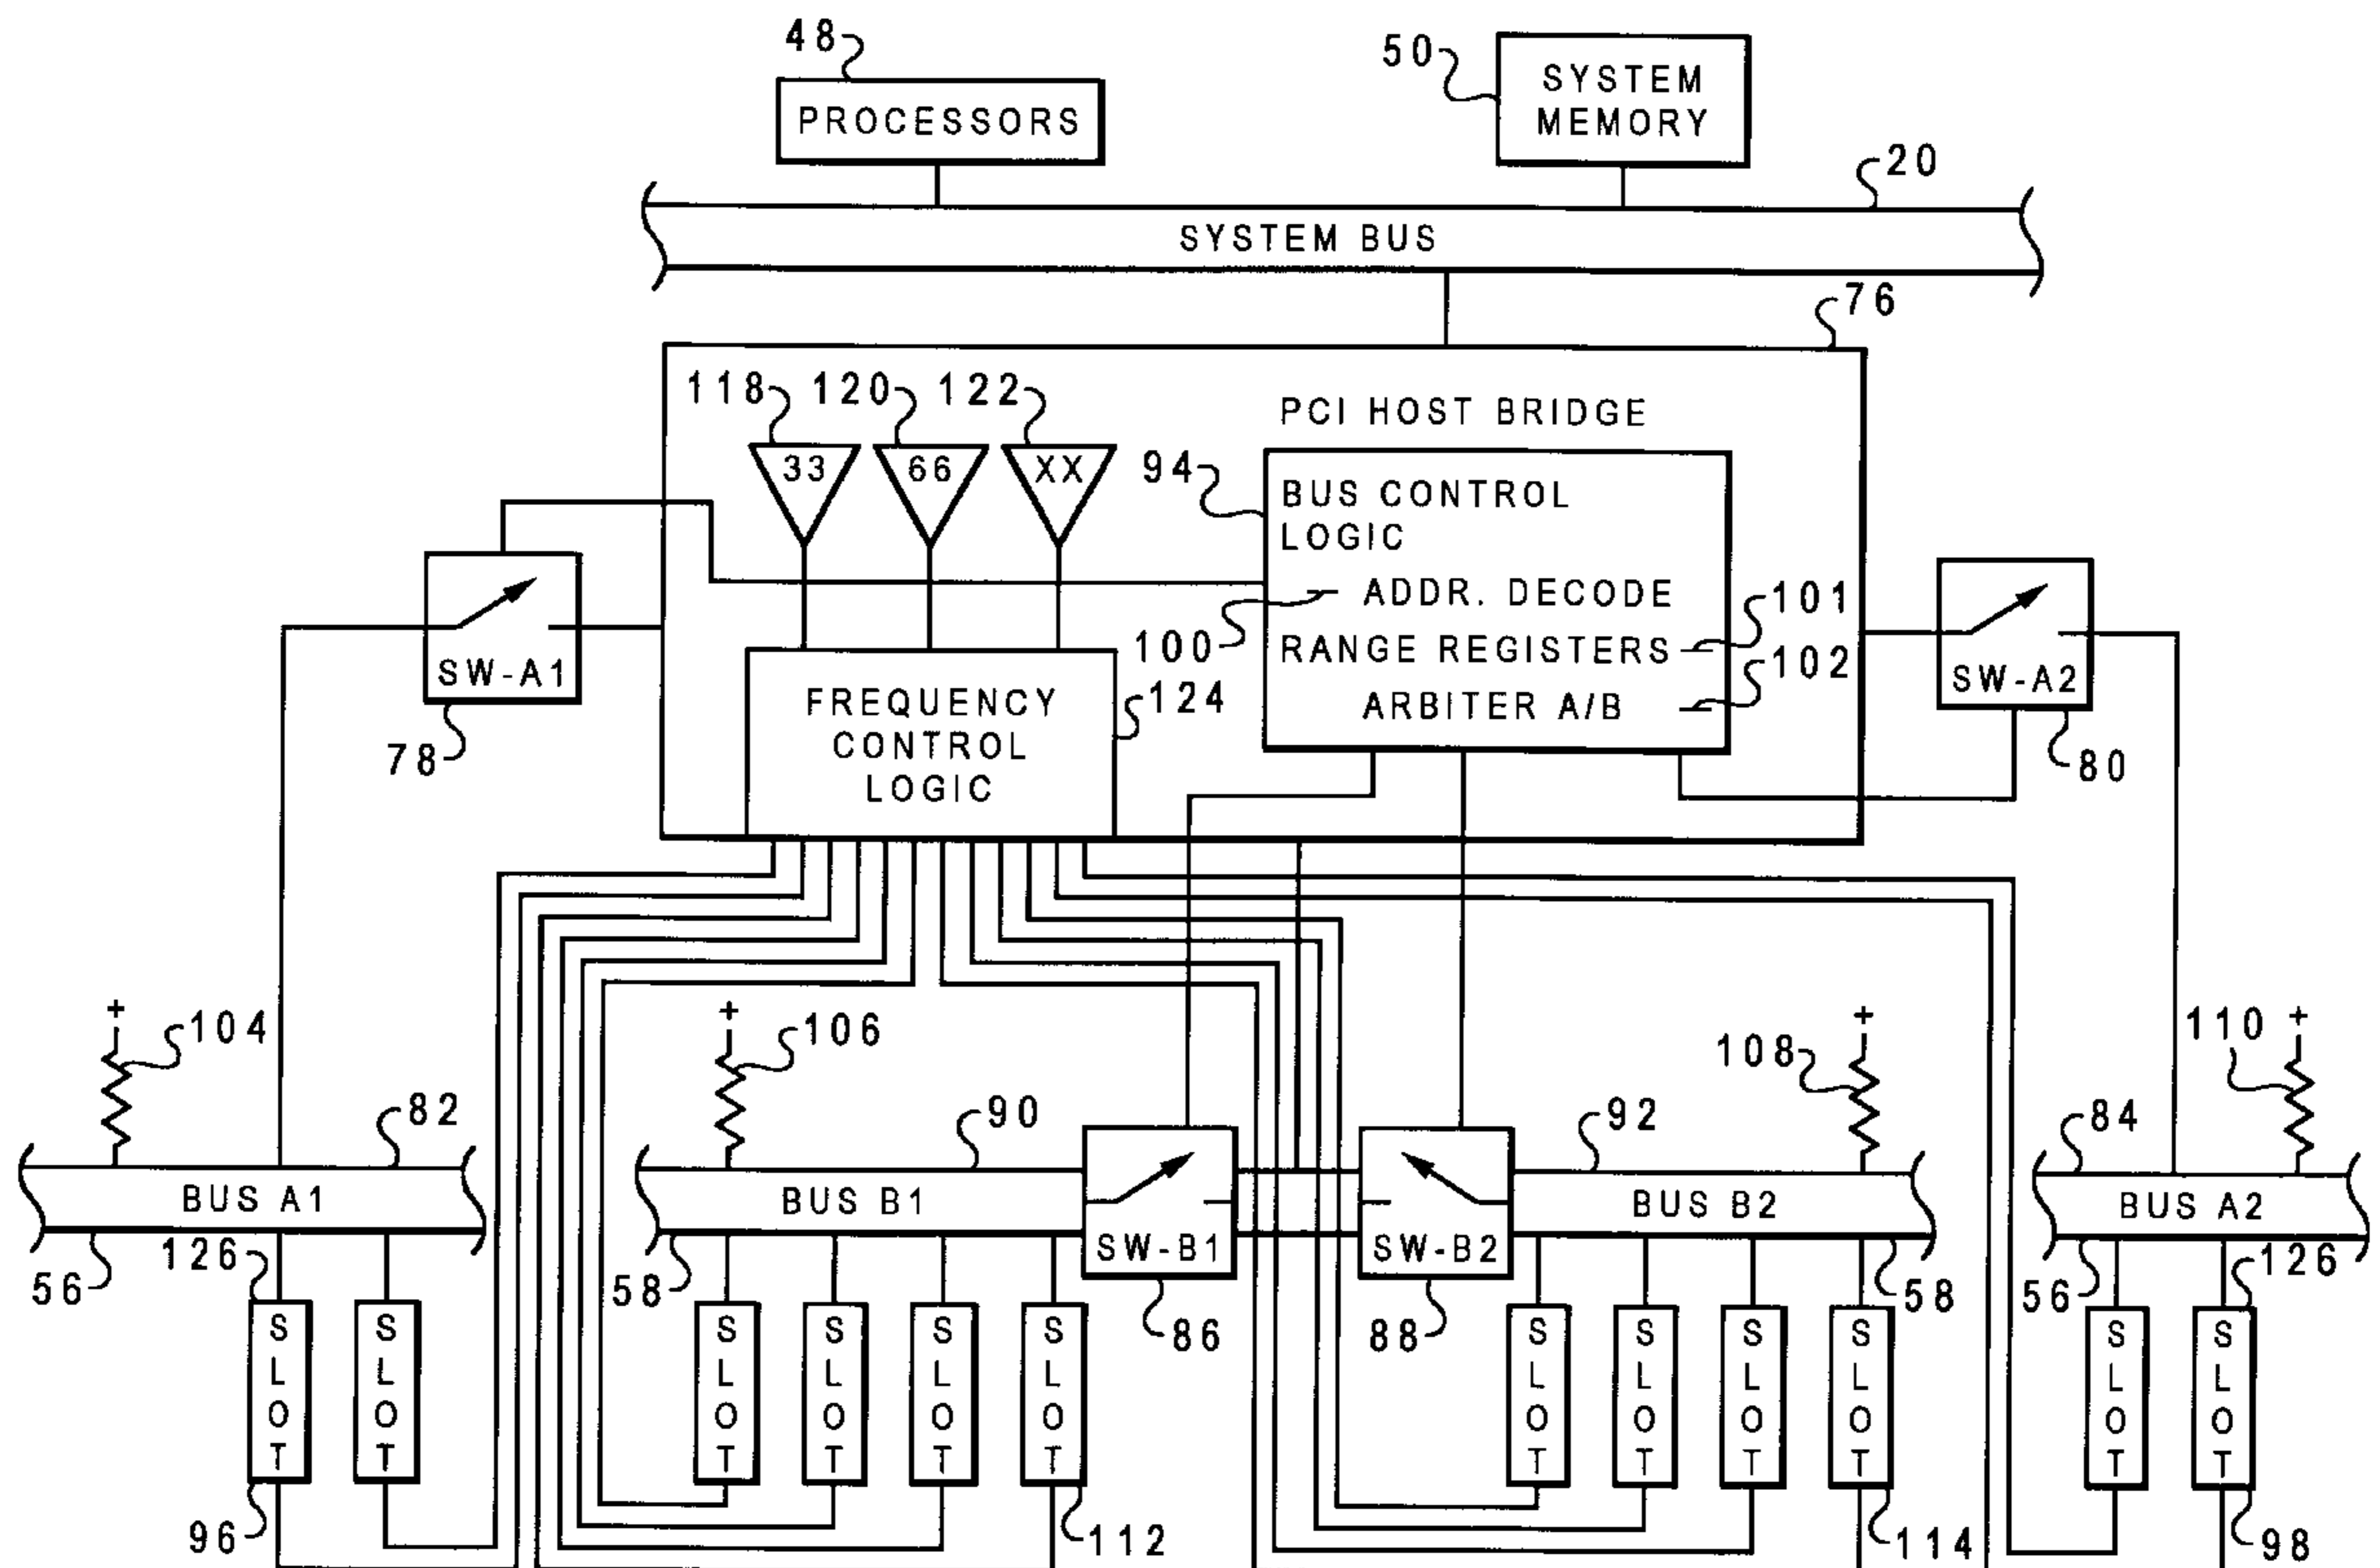 48
PROCESSORS
50
SYSTEM
MEMORY
20
SYSTEM BUS
76
118
120
122
PCI HOST BRIDGE
33
66
XX
94
BUS CONTROL
LOGIC
ADDR. DECODE
100
101
RANGE REGISTERS
102
ARBITER A/B
SW-A1
78
FREQUENCY
CONTROL
LOGIC
124
SW-A2
80
+
104
+
106
+
108
+
110
82
90
92
84
BUS A1
BUS B1
SW-B1
SW-B2
BUS B2
BUS A2
56
126
58
86
88
58
56
126
SLOT
SLOT
SLOT
SLOT
SLOT
SLOT
SLOT
SLOT
SLOT
SLOT
SLOT
SLOT
96
112
114
98